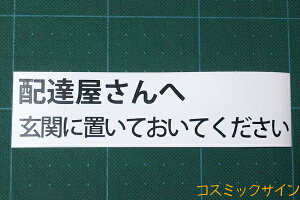 配達屋さんへ
玄関に置いておいてください
コスミックサイン